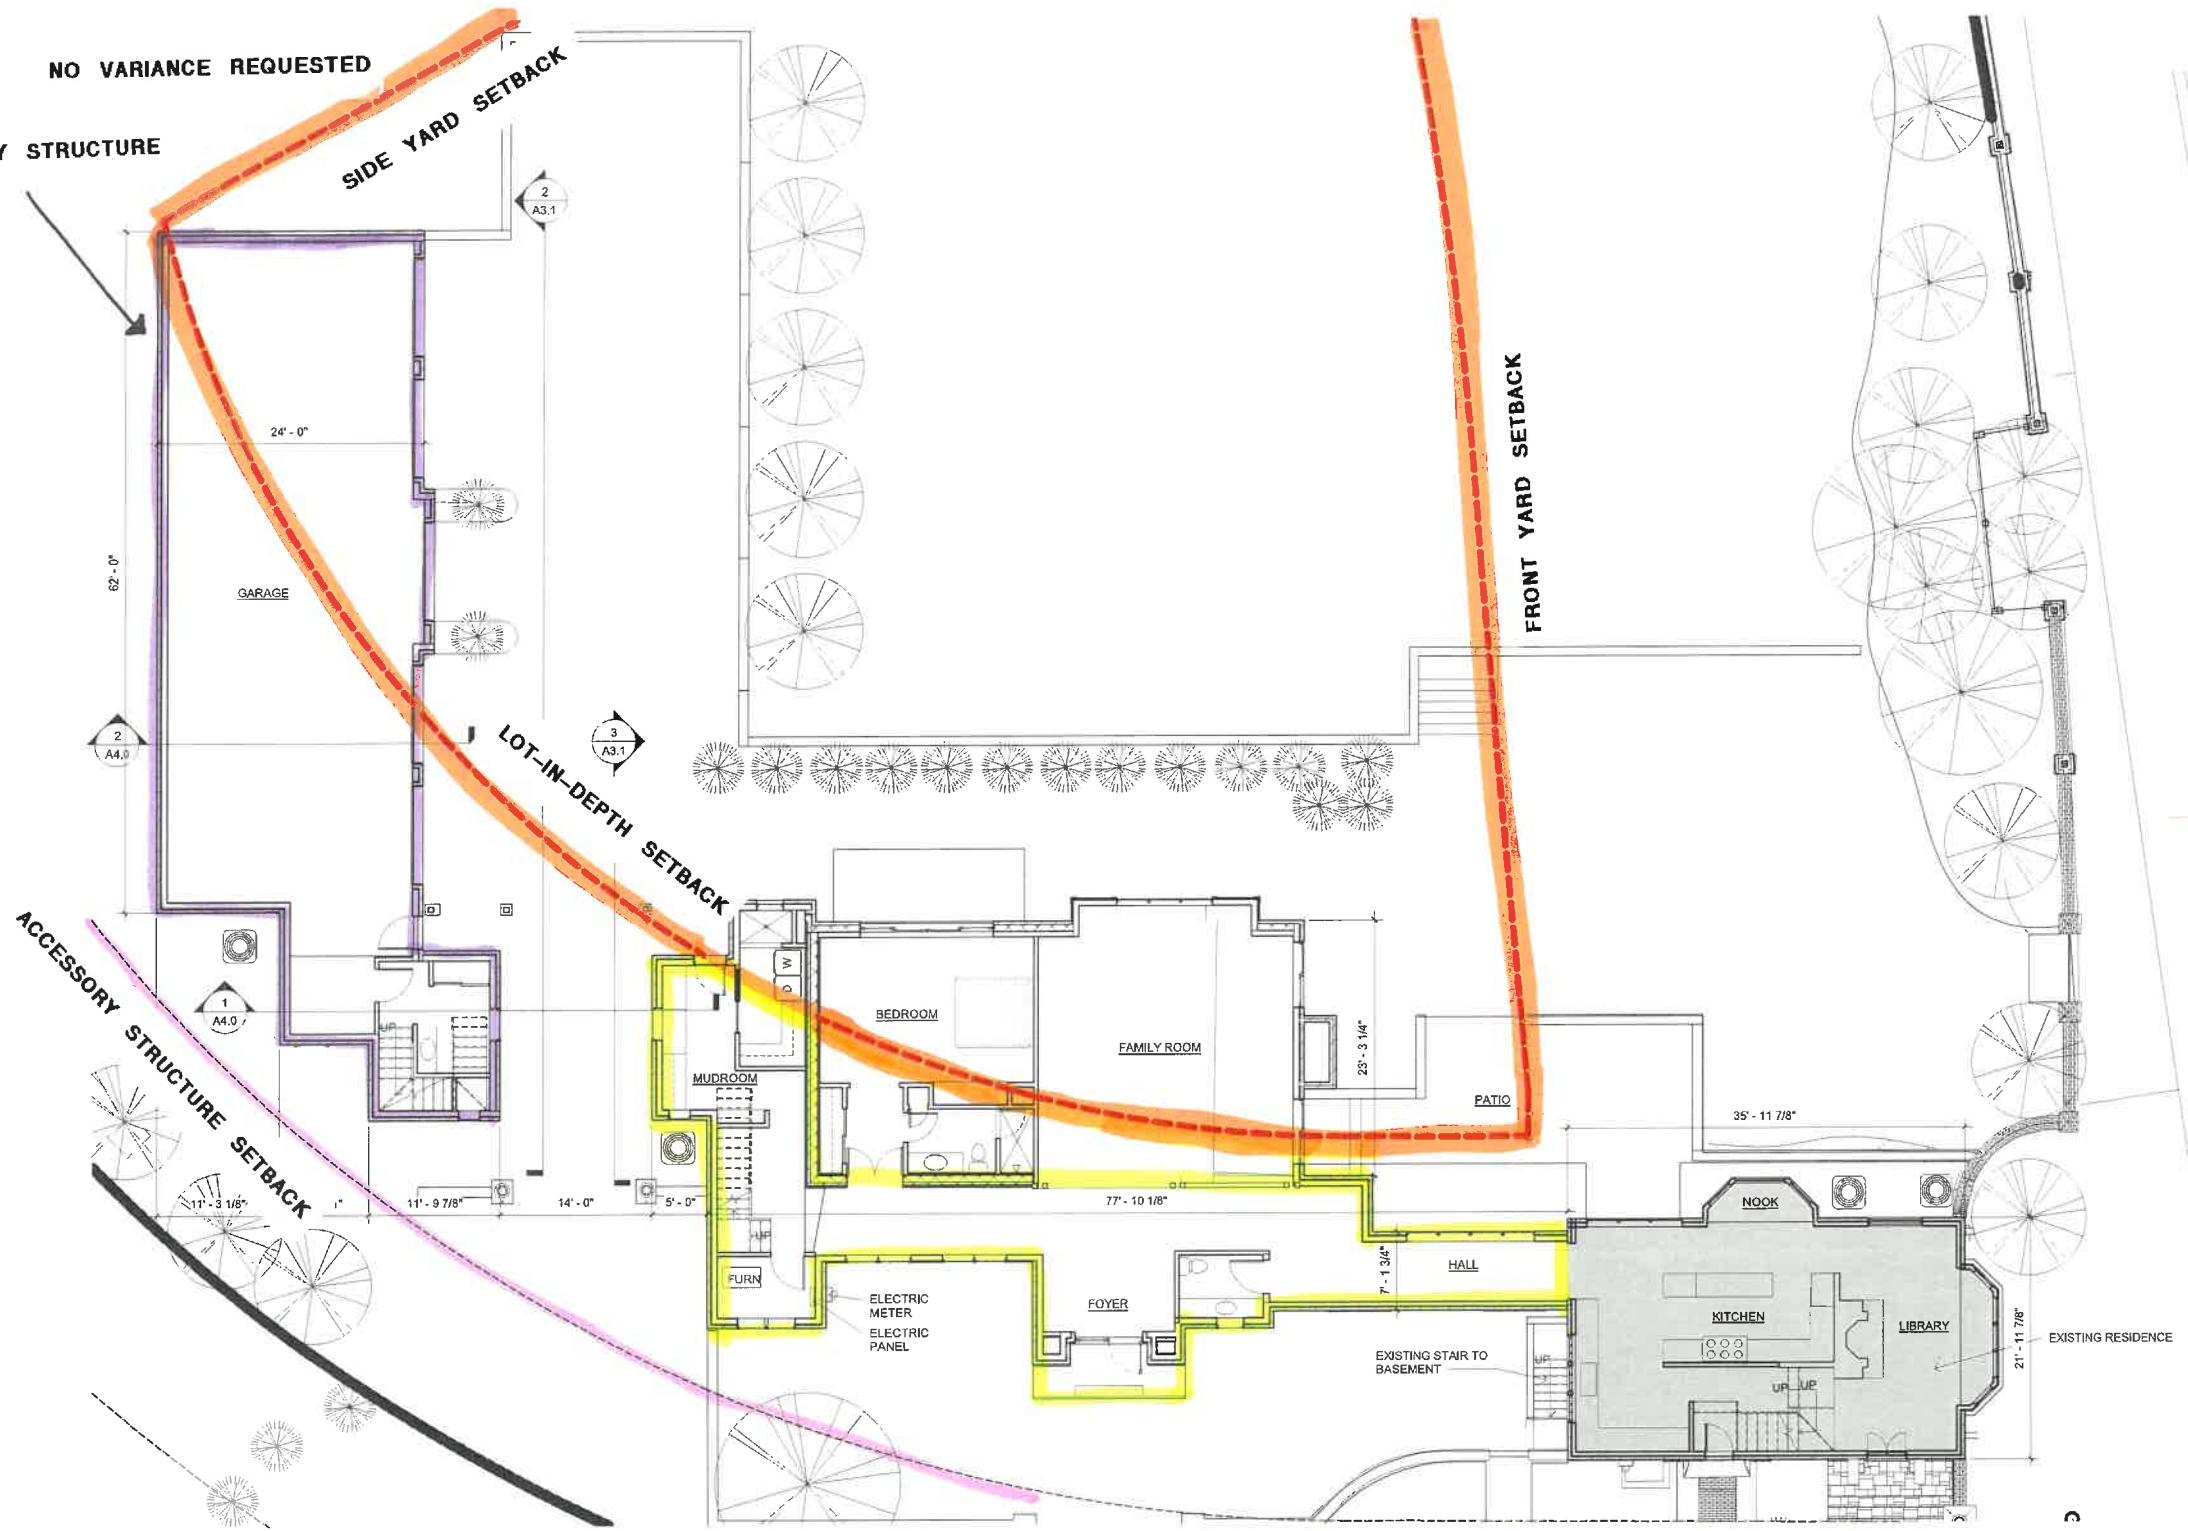 NO VARIANCE REQUESTED
Y STRUCTURE
SIDE YARD SETBACK
2
A3.1
24' - 0"
62' - 0"
GARAGE
FRONT YARD SETBACK
2
A4.0
3
A3.1
LOT-IN-DEPTH SETBACK
ACCESSORY STRUCTURE SETBACK
1
A4.0
UP
W
D
BEDROOM
FAMILY ROOM
23' - 3 1/4"
MUDROOM
PATIO
35' - 11 7/8"
11' - 3 1/8"
11' - 9 7/8"
14' - 0"
5' - 0"
77' - 10 1/8"
NOOK
UP
FURN
HALL
7' - 1 3/4"
ELECTRIC
METER
ELECTRIC
PANEL
FOYER
KITCHEN
LIBRARY
EXISTING RESIDENCE
21' - 11 7/8"
EXISTING STAIR TO
BASEMENT
UP
UP
UP